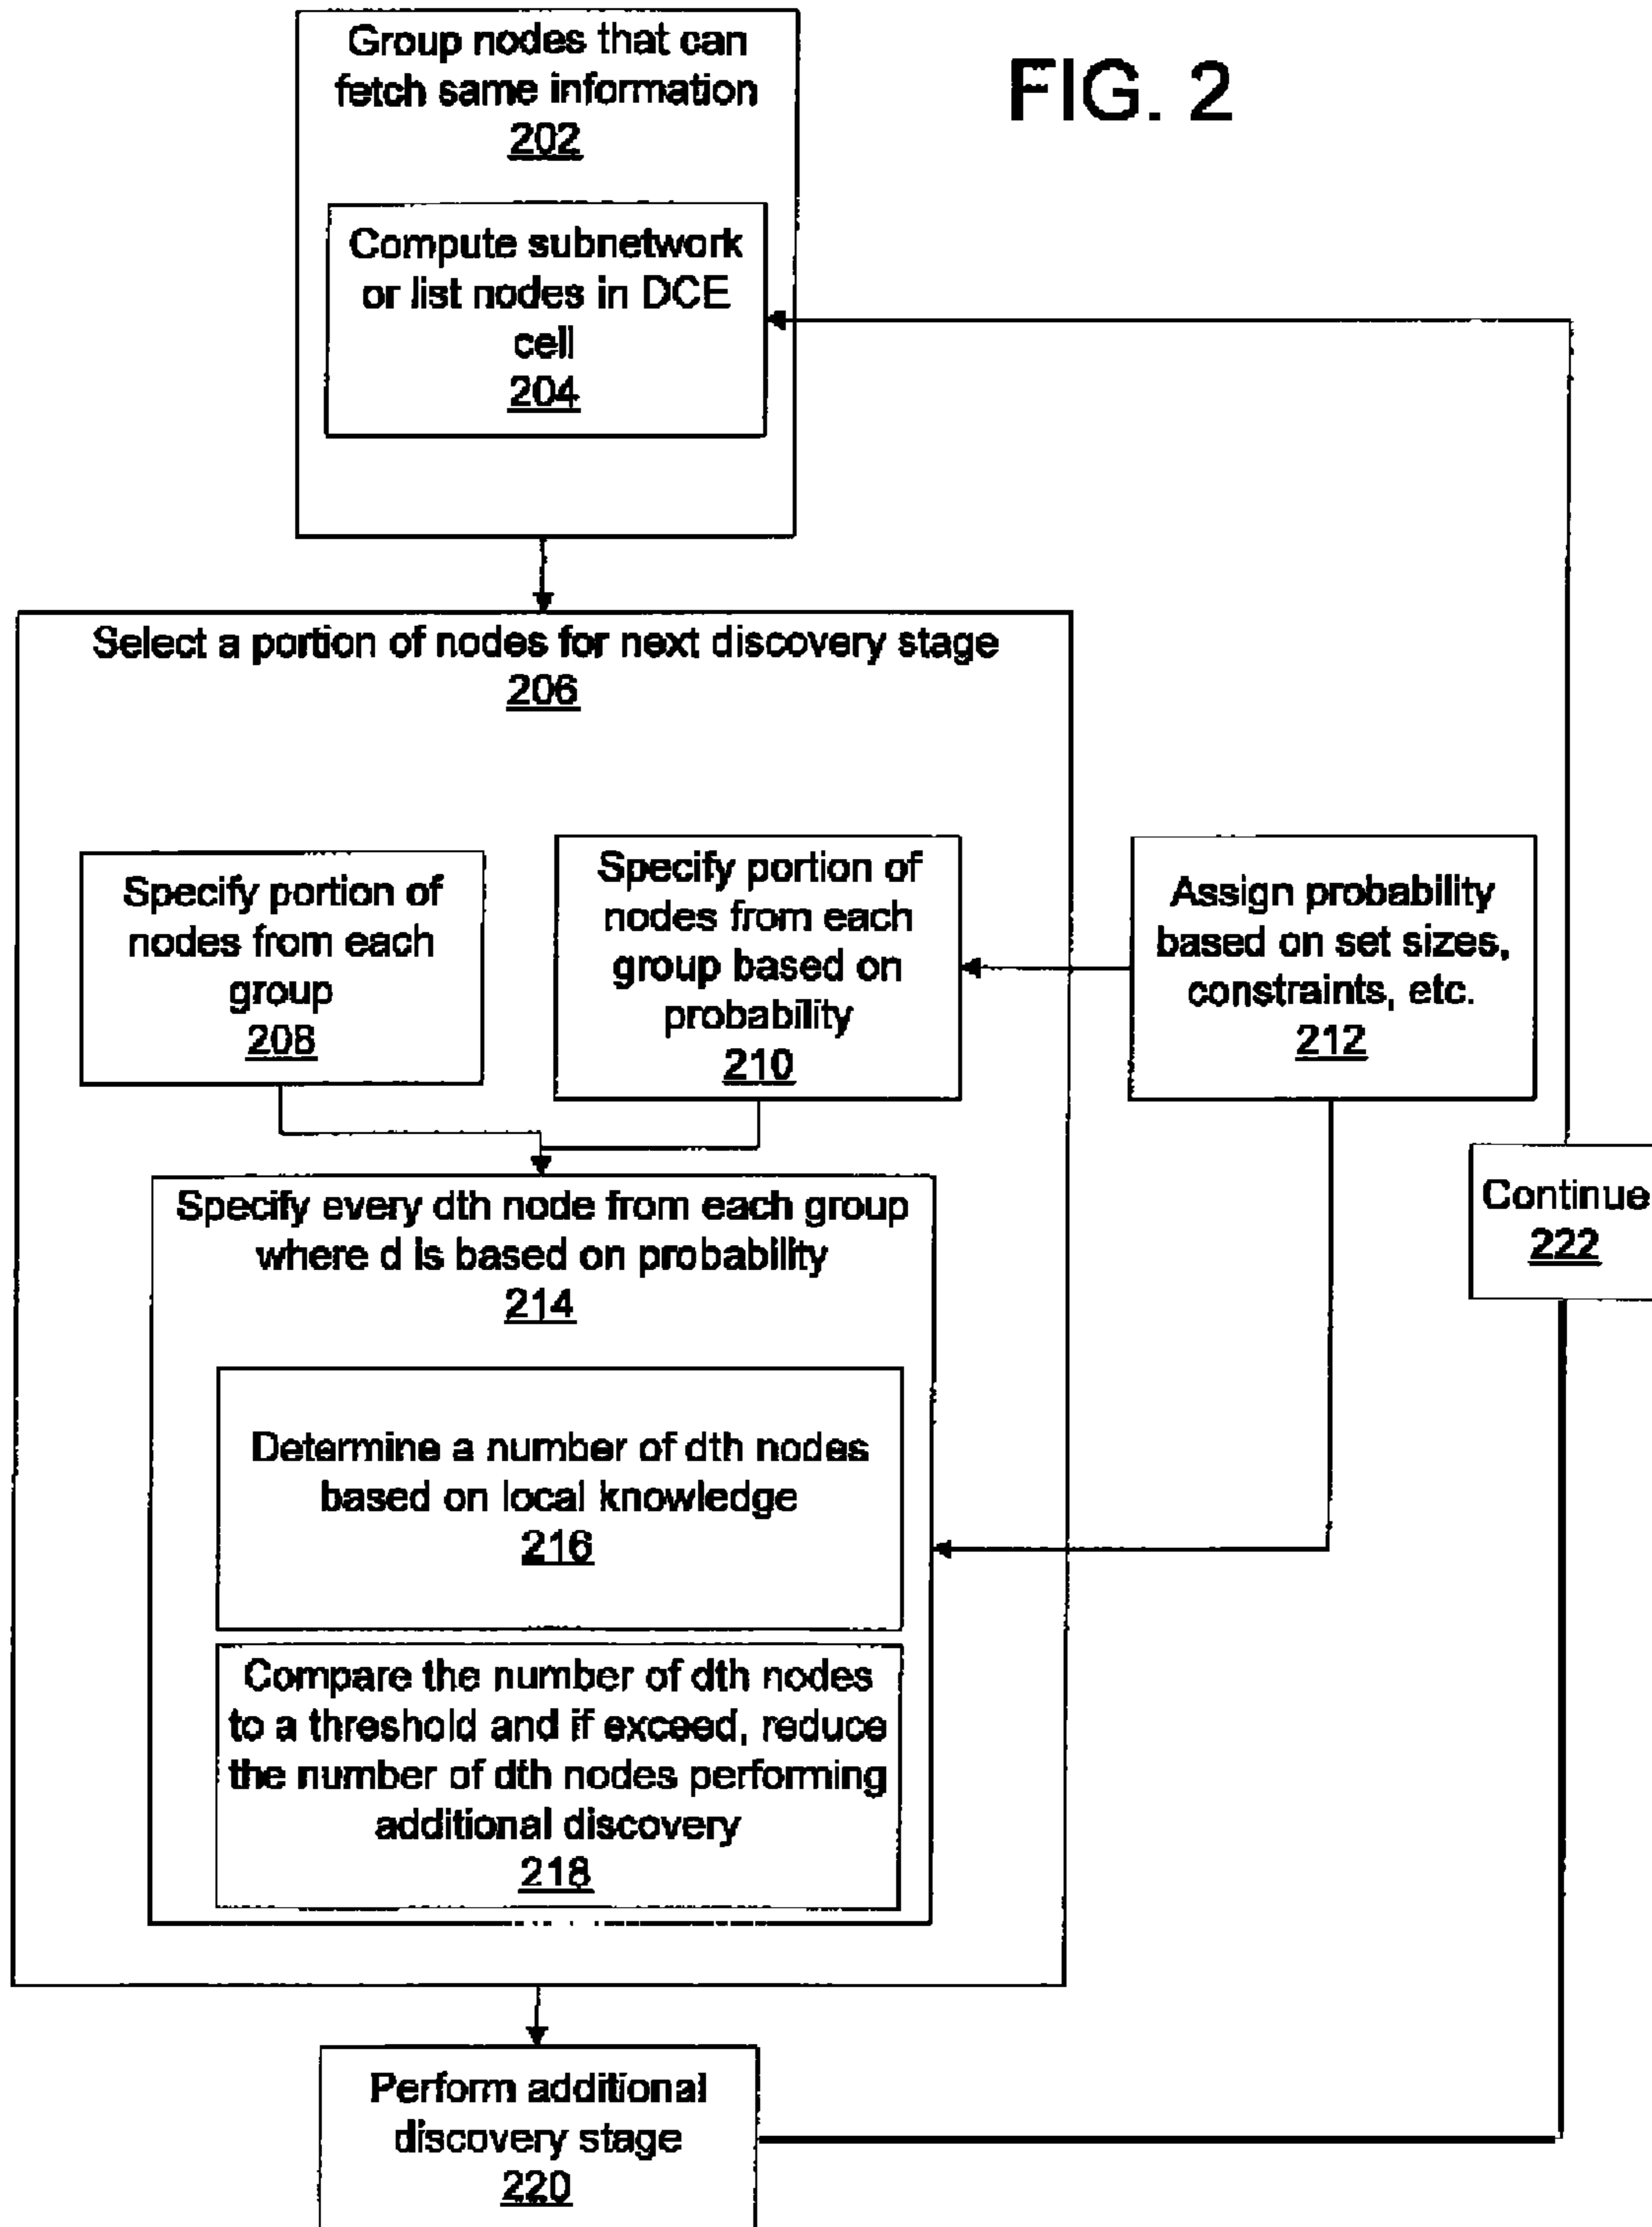 Group nodes that can
fetch same information
202
FIG. 2
Compute subnetwork
or list nodes in DCE
cell
204
Select a portion of nodes for next discovery stage
206
Specify portion of
nodes from each
group
208
Specify portion of
nodes from each
group based on
probability
210
Assign probability
based on set sizes,
constraints, etc.
212
Specify every dth node from each group
where d is based on probability
214
Continue
222
Determine a number of dth nodes
based on local knowledge
216
Compare the number of dth nodes
to a threshold and if exceed, reduce
the number of dth nodes performing
additional discovery
218
Perform additional
discovery stage
220